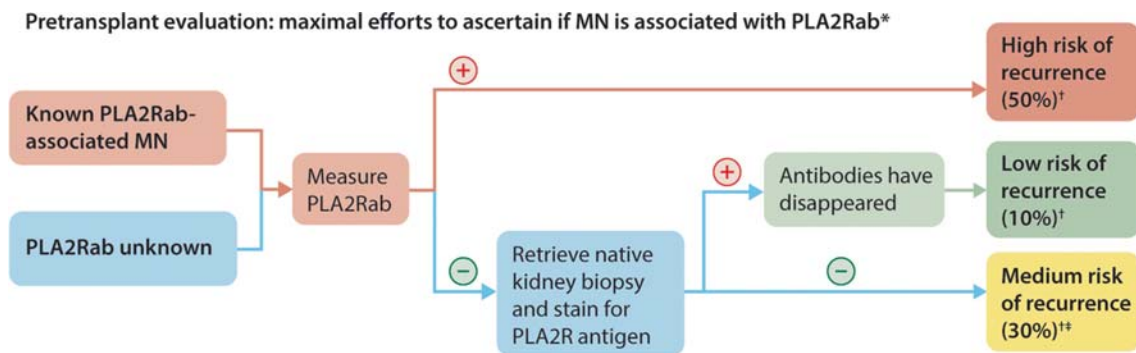 Pretransplant evaluation: maximal efforts to ascertain if MN is associated with PLA2Rab*
Known PLA2Rab-
associated MN
PLA2Rab unknown
Measure
PLA2Rab
+
−
Retrieve native
kidney biopsy
and stain for
PLA2R antigen
+
Antibodies have
disappeared
−
High risk of
recurrence
(50%)†
Low risk of
recurrence
(10%)†
Medium risk
of recurrence
(30%)†‡